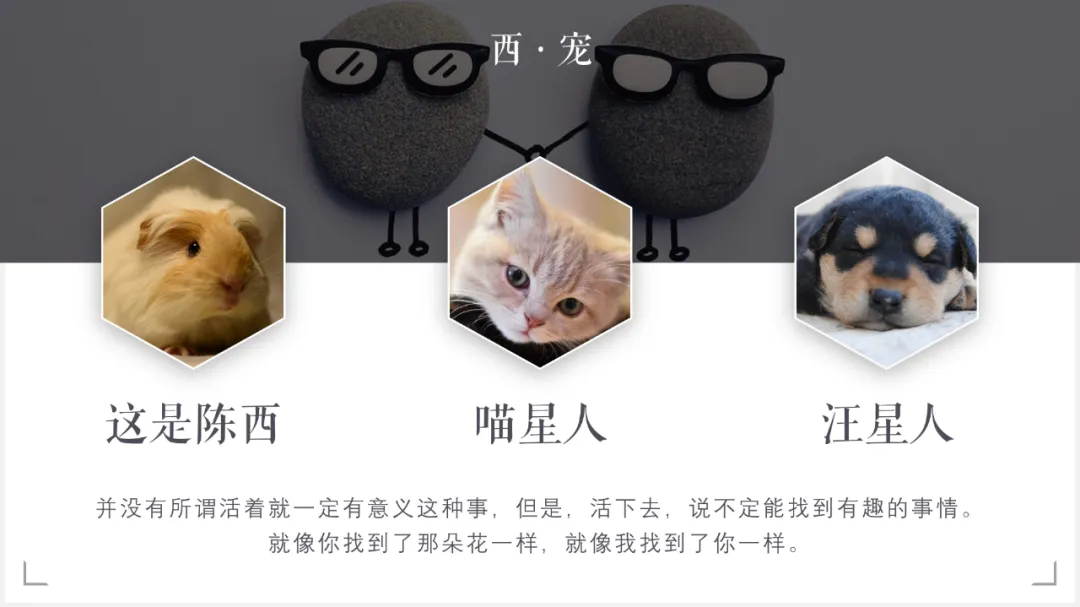 西·宠
这是陈西
喵星人
汪星人
并没有所谓活着就一定有意义这种事，但是，活下去，说不定能找到有趣的事情。
就像你找到了那朵花一样，就像我找到了你一样。